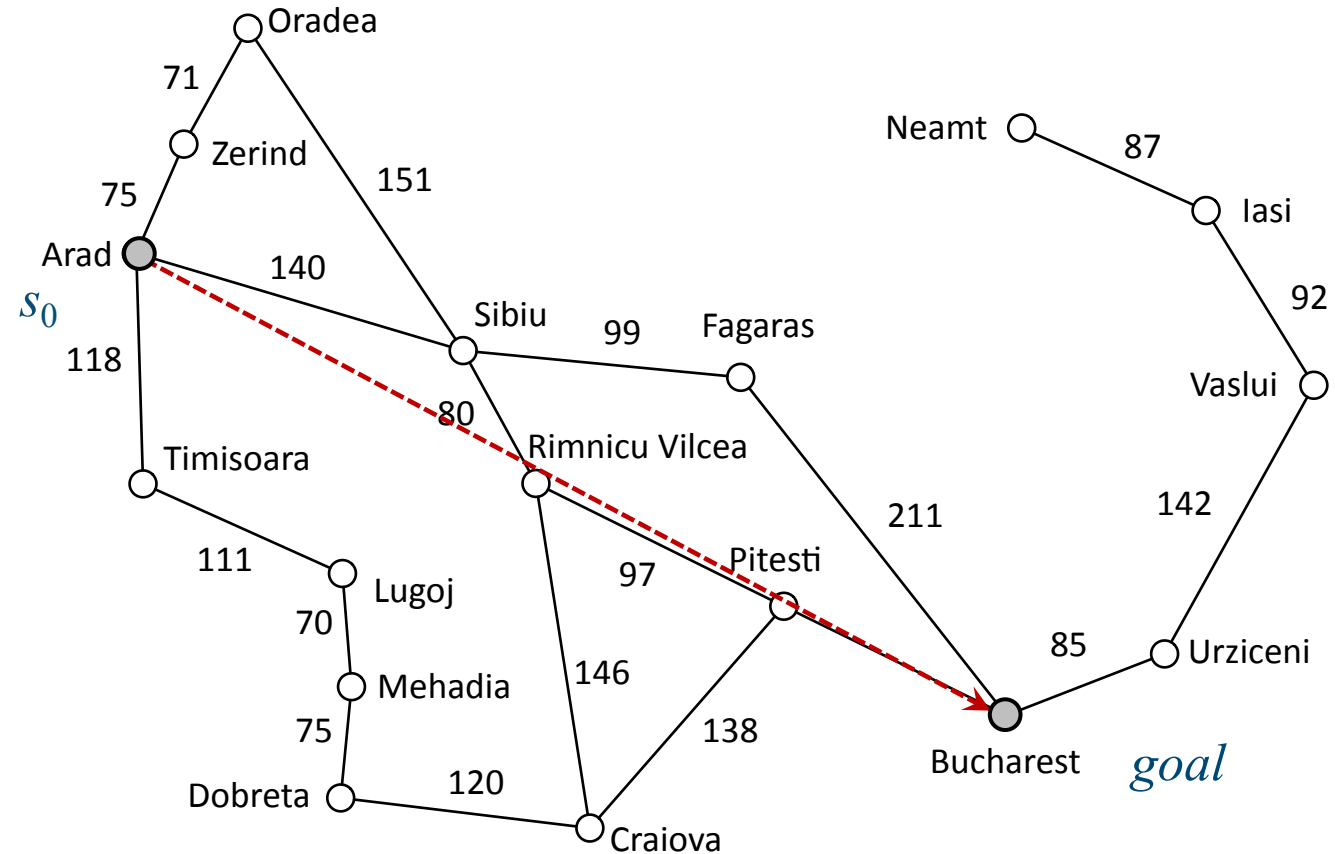 Oradea
71
Neamt
87
Zerind
151
75
Iasi
Arad
140
s₀
92
Sibiu
99
Fagaras
118
Vaslui
80
Rimnicu Vilcea
Timisoara
142
211
Pitesti
111
97
Lugoj
70
85
Urziceni
146
Mehadia
75
138
Bucharest
goal
120
Dobreta
Craiova